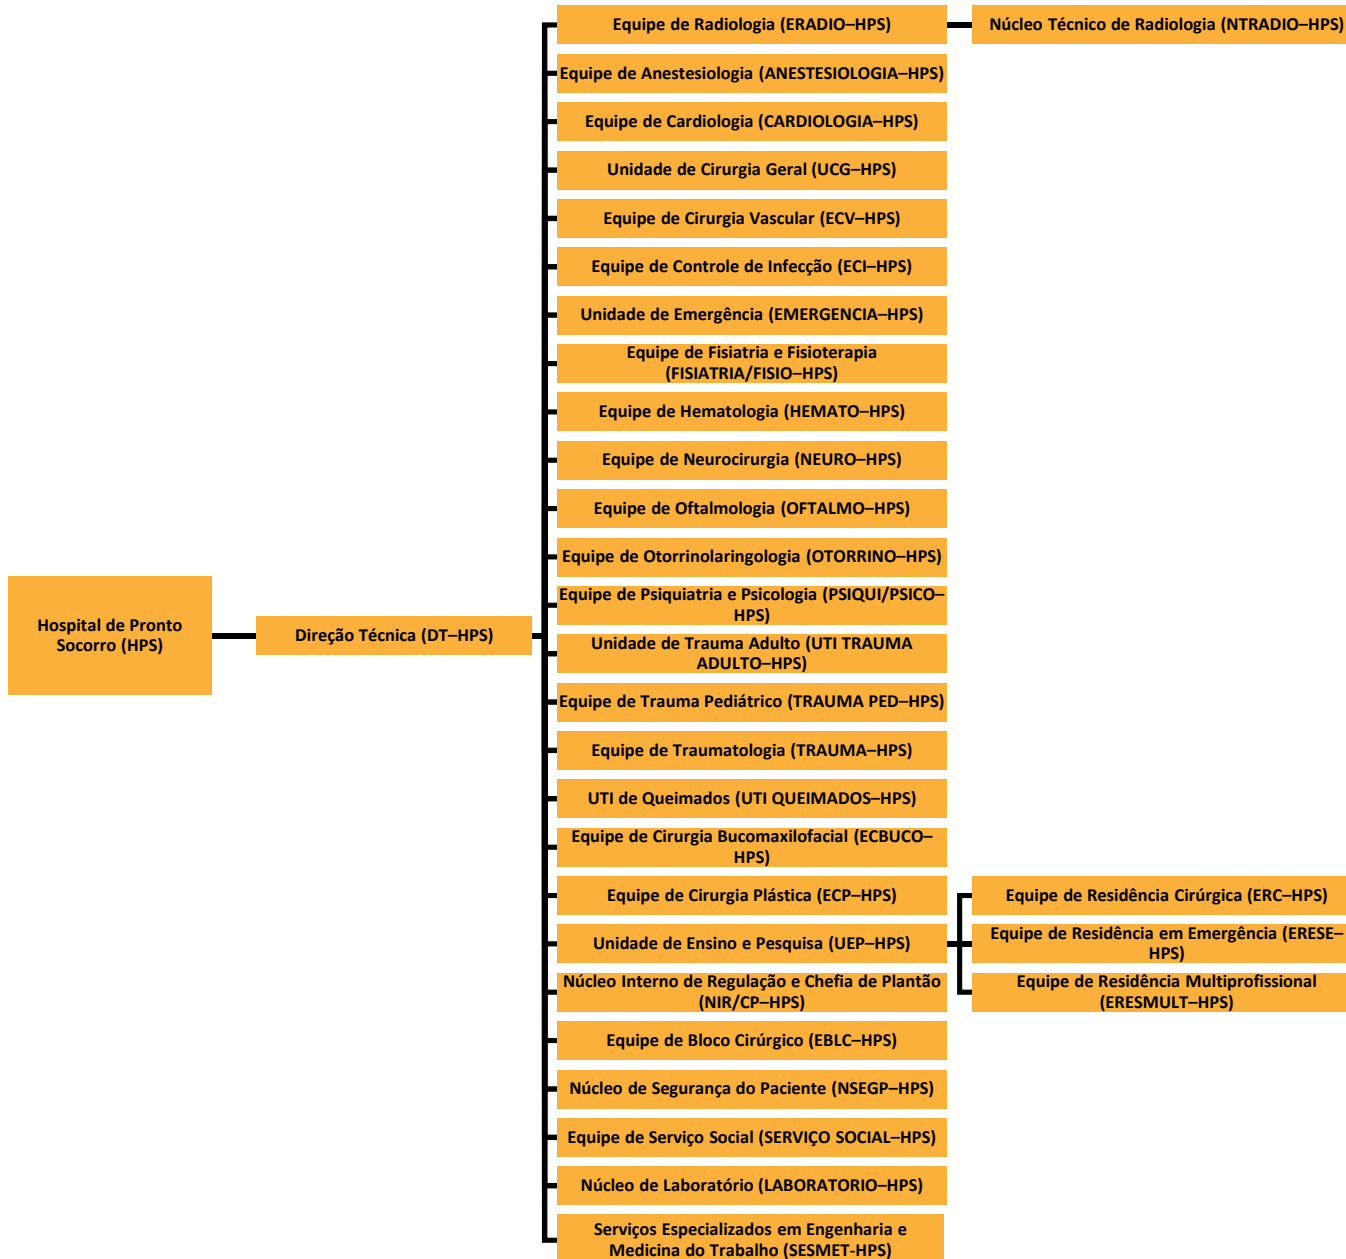 Equipe de Radiologia (ERADIO–HPS)
Núcleo Técnico de Radiologia (NTRADIO–HPS)
Equipe de Anestesiologia (ANESTESIOLOGIA–HPS)
Equipe de Cardiologia (CARDIOLOGIA–HPS)
Unidade de Cirurgia Geral (UCG–HPS)
Equipe de Cirurgia Vascular (ECV–HPS)
Equipe de Controle de Infecção (ECI–HPS)
Unidade de Emergência (EMERGENCIA–HPS)
Equipe de Fisiatria e Fisioterapia
(FISIATRIA/FISIO–HPS)
Equipe de Hematologia (HEMATO–HPS)
Equipe de Neurocirurgia (NEURO–HPS)
Equipe de Oftalmologia (OFTALMO–HPS)
Equipe de Otorrinolaringologia (OTORRINO–HPS)
Equipe de Psiquiatria e Psicologia (PSIQUI/PSICO–
HPS)
Hospital de Pronto
Socorro (HPS)
Direção Técnica (DT–HPS)
Unidade de Trauma Adulto (UTI TRAUMA
ADULTO–HPS)
Equipe de Trauma Pediátrico (TRAUMA PED–HPS)
Equipe de Traumatologia (TRAUMA–HPS)
UTI de Queimados (UTI QUEIMADOS–HPS)
Equipe de Cirurgia Bucomaxilofacial (ECBUCO–
HPS)
Equipe de Cirurgia Plástica (ECP–HPS)
Unidade de Ensino e Pesquisa (UEP–HPS)
Equipe de Residência Cirúrgica (ERC–HPS)
Equipe de Residência em Emergência (ERESE–
HPS)
Equipe de Residência Multiprofissional
(ERESMULT–HPS)
Núcleo Interno de Regulação e Chefia de Plantão
(NIR/CP–HPS)
Equipe de Bloco Cirúrgico (EBLC–HPS)
Núcleo de Segurança do Paciente (NSEGP–HPS)
Equipe de Serviço Social (SERVIÇO SOCIAL–HPS)
Núcleo de Laboratório (LABORATORIO–HPS)
Serviços Especializados em Engenharia e
Medicina do Trabalho (SESMET-HPS)